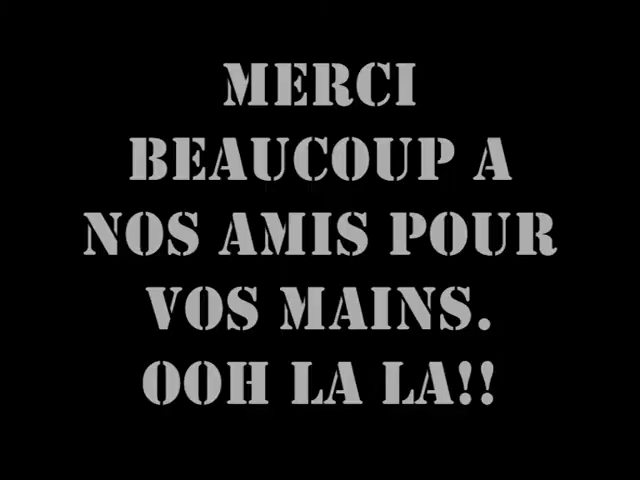 MERCI
BEAUCOUP A
NOS AMIS POUR
VOS MAINS.
OOH LA LA!!